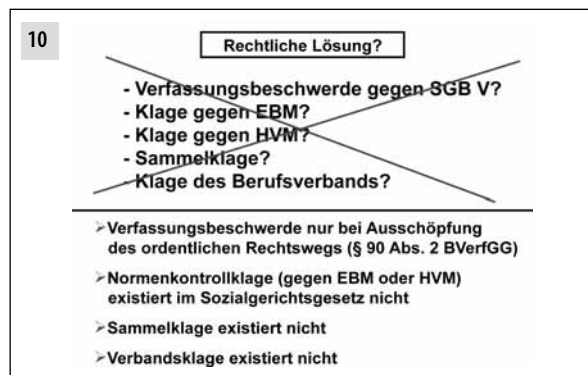 10
Rechtliche Lösung?
- Verfassungsbeschwerde gegen SGB V?
- Klage gegen EBM?
- Klage gegen HVM?
- Sammelklage?
- Klage des Berufsverbands?
➢Verfassungsbeschwerde nur bei Ausschöpfung
des ordentlichen Rechtswegs (§ 90 Abs. 2 BVerfGG)
➢Normenkontrollklage (gegen EBM oder HVM)
existiert im Sozialgerichtsgesetz nicht
➢Sammelklage existiert nicht
➢Verbandsklage existiert nicht